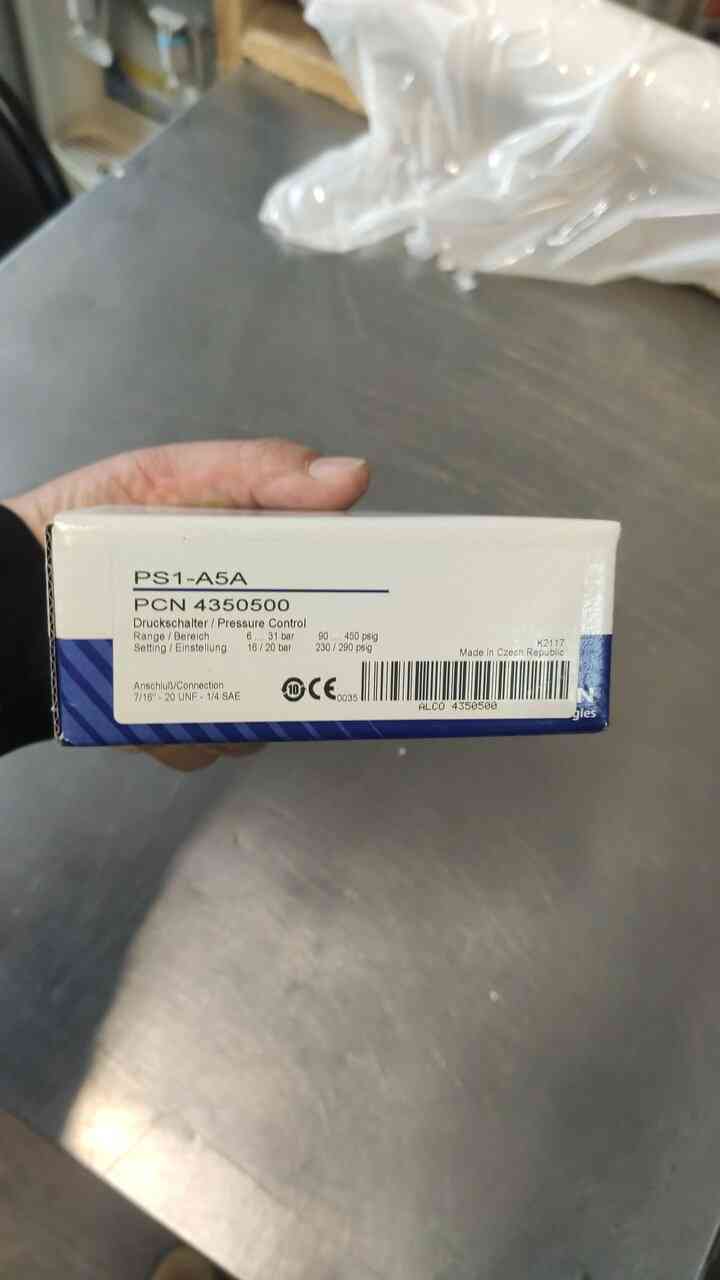 PS1-A5A
PCN 4350500
Druckschalter / Pressure Control
Range / Bereich 6 ... 31 bar 90 ... 450 psig
Setting / Einstellung 16 / 20 bar 230 / 290 psig
K2117
Made in Czech Republic
Anschluß/Connection
7/16" - 20 UNF - 1/4 SAE
10
CE 0035
ALCO 4350500
N
gies